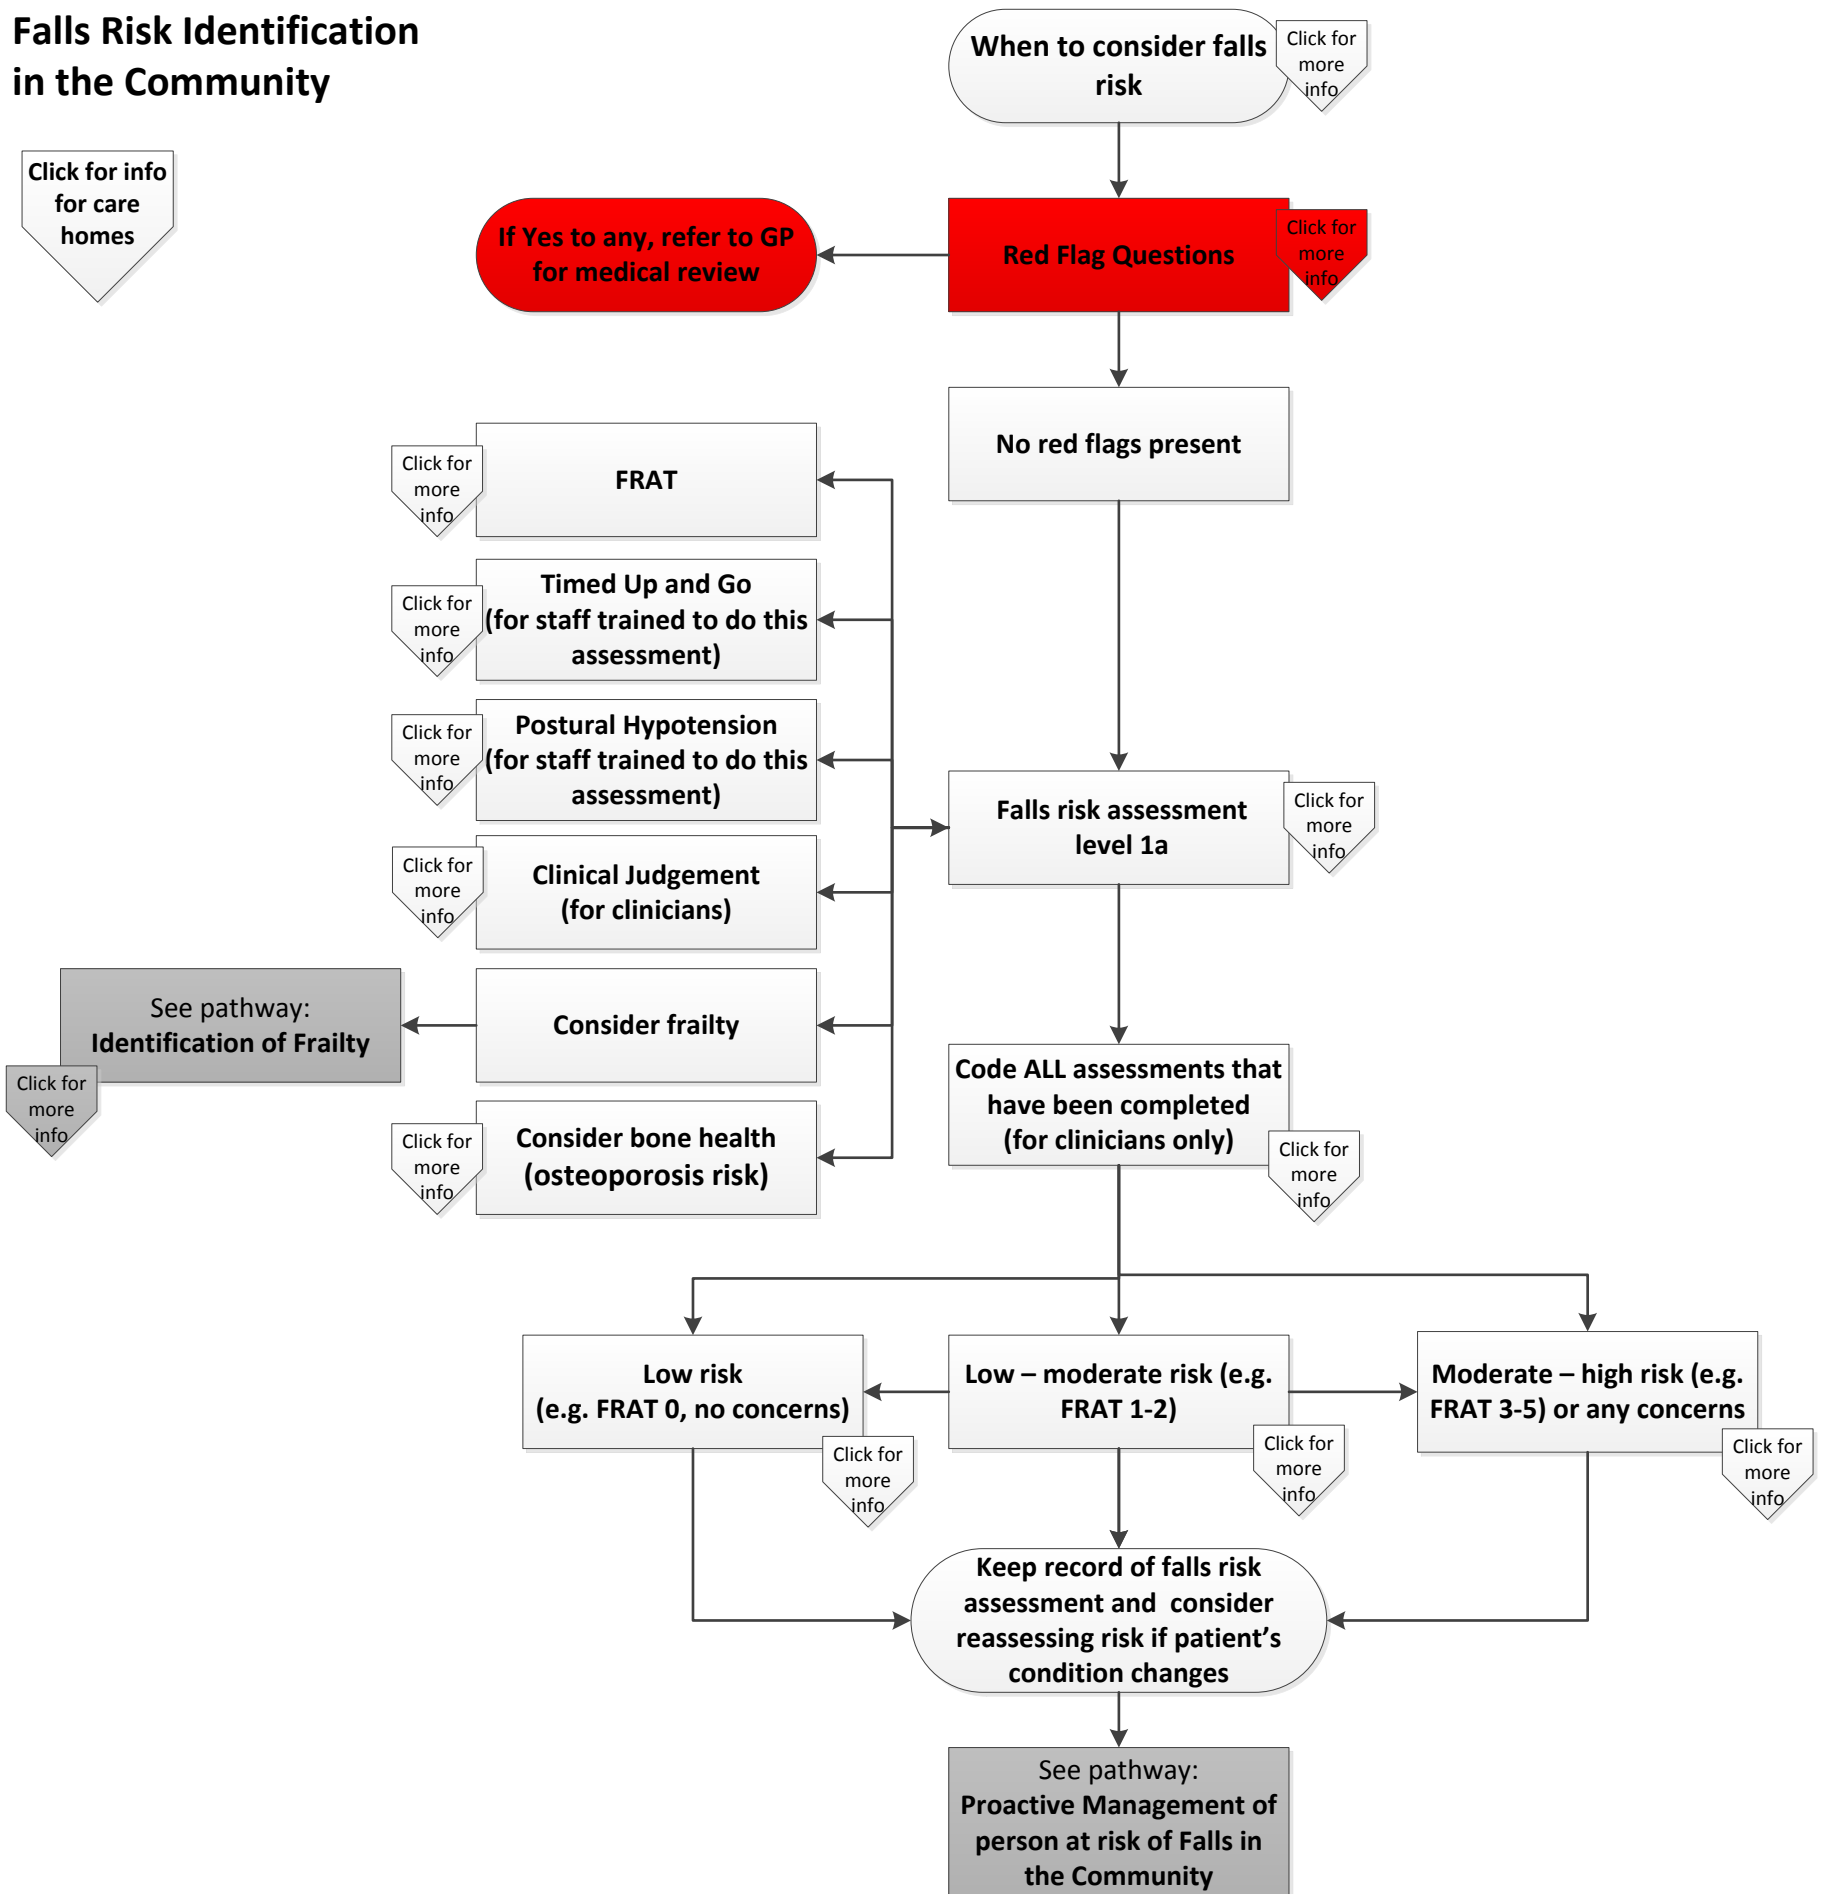 Falls Risk Identification
in the Community
When to consider falls
risk
Click for
more
info
Click for info
for care
homes
If Yes to any, refer to GP
for medical review
Red Flag Questions
Click for
more
info
No red flags present
Click for
more
info
FRAT
Click for
more
info
Timed Up and Go
(for staff trained to do this
assessment)
Click for
more
info
Postural Hypotension
(for staff trained to do this
assessment)
Falls risk assessment
level 1a
Click for
more
info
Click for
more
info
Clinical Judgement
(for clinicians)
See pathway:
Identification of Frailty
Click for
more
info
Consider frailty
Code ALL assessments that
have been completed
(for clinicians only)
Click for
more
info
Click for
more
info
Consider bone health
(osteoporosis risk)
Low risk
(e.g. FRAT 0, no concerns)
Click for
more
info
Low – moderate risk (e.g.
FRAT 1-2)
Click for
more
info
Moderate – high risk (e.g.
FRAT 3-5) or any concerns
Click for
more
info
Keep record of falls risk
assessment and consider
reassessing risk if patient’s
condition changes
See pathway:
Proactive Management of
person at risk of Falls in
the Community